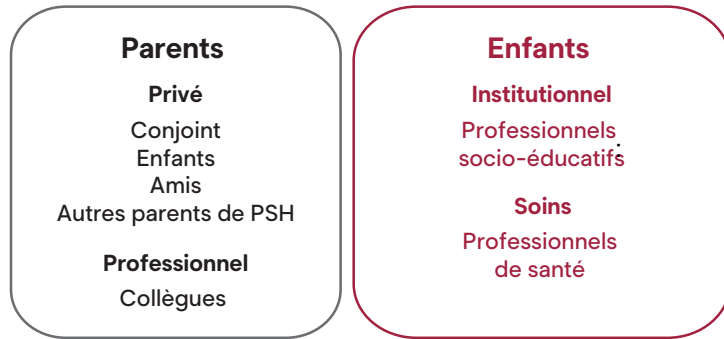 Parents
Privé
Conjoint
Enfants
Amis
Autres parents de PSH
Professionnel
Collègues
Enfants
Institutionnel
Professionnels
socio-éducatifs
Soins
Professionnels
de santé